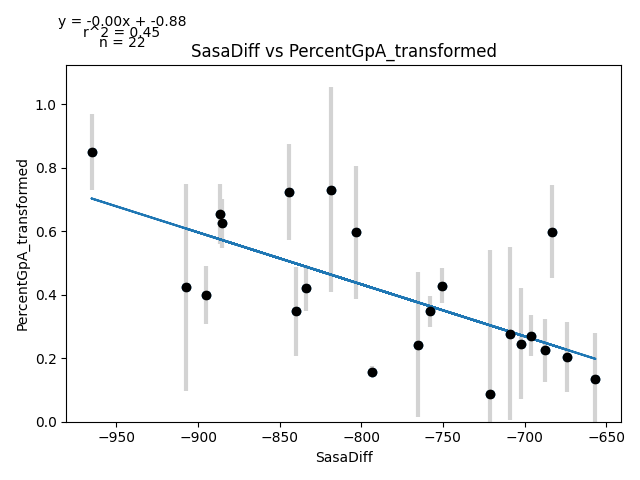 y = -0.00x + -0.88
r^2 = 0.45
n = 22
SasaDiff vs PercentGpA_transformed
PercentGpA_transformed
1.0
0.8
0.6
0.4
0.2
0.0
−950 −900 −850 −800 −750 −700 −650
SasaDiff